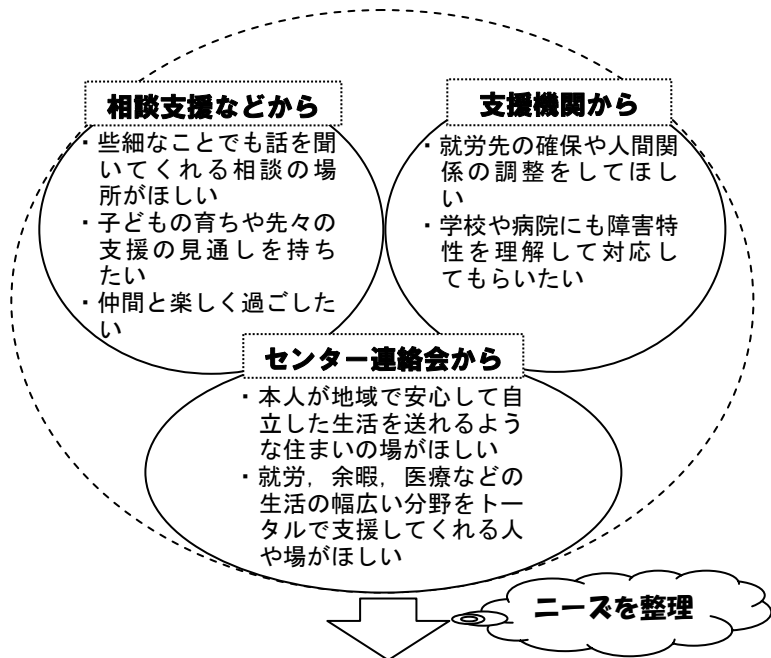 相談支援などから
・些細なことでも話を聞
いてくれる相談の場
所がほしい
・子どもの育ちや先々の
支援の見通しを持ち
たい
・仲間と楽しく過ごした
い
支援機関から
・就労先の確保や人間関
係の調整をしてほし
い
・学校や病院にも障害特
性を理解して対応し
てもらいたい
センター連絡会から
・本人が地域で安心して自
立した生活を送れるよう
な住まいの場がほしい
・就労，余暇，医療などの
生活の幅広い分野をトー
タルで支援してくれる人
や場がほしい
ニーズを整理